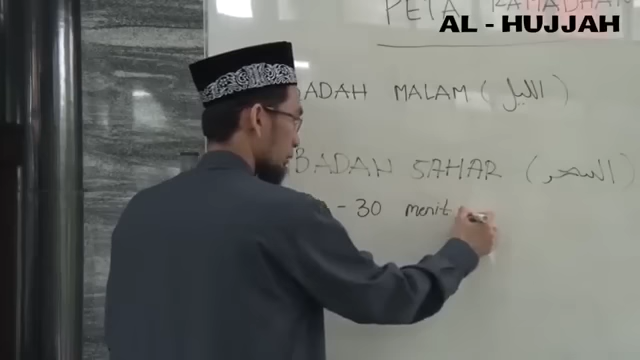 PETA RAMADHAN
AL - HUJJAH
ADAH MALAM (الليل)
BADAH SAHAR (السحر)
- 30 menit